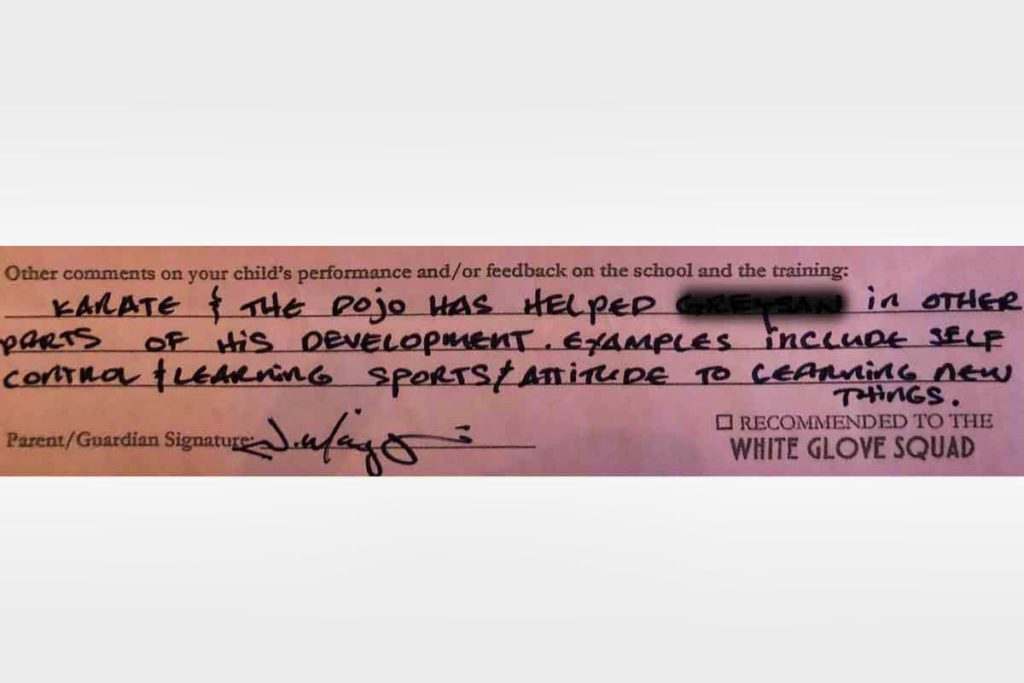 Other comments on your child's performance and/or feedback on the school and the training:
KARATE & THE DOJO HAS HELPED in OTHER
PARTS OF HiS DEVELOPMENT. EXAMPLES inCLUDE SELF
CONTROL & LEARNING SPORTS/ATTITUDE TO LEARNING NEW
THINGS.
Parent/Guardian Signature:
☐ RECOMMENDED TO THE
WHITE GLOVE SQUAD